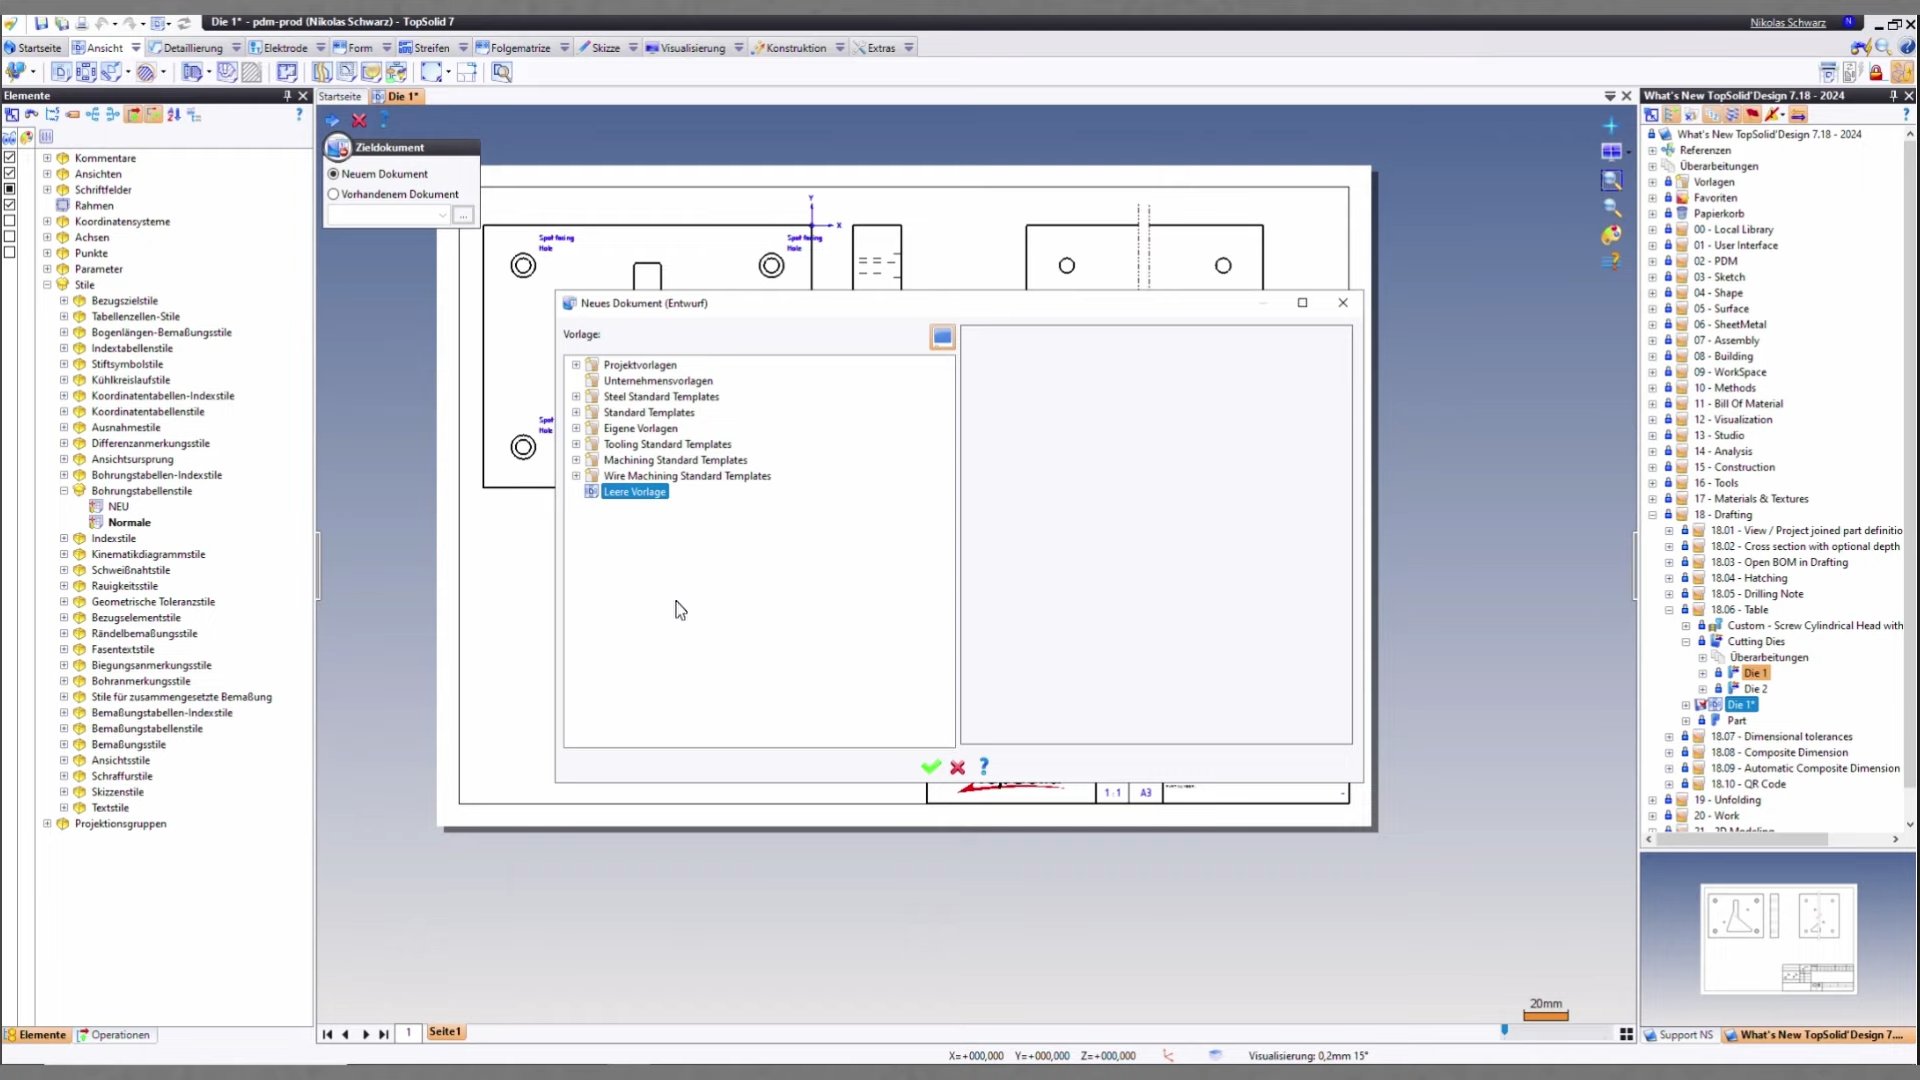 Die 1* - pdm-prod (Nikolas Schwarz) - TopSolid 7
Nikolas Schwarz
N
Startseite
Ansicht
Detaillierung
Elektrode
Form
Streifen
Folgematrize
Skizze
Visualisierung
Konstruktion
Extras
Elemente
Kommentare
Ansichten
Schriftfelder
Rahmen
Koordinatensysteme
Achsen
Punkte
Parameter
Stile
Bezugszielstile
Tabellenzellen-Stile
Bogenlängen-Bemaßungsstile
Indextabellenstile
Stiftsymbolstile
Kühlkreislaufstile
Koordinatentabellen-Indexstile
Koordinatentabellenstile
Ausnahmestile
Differenzanmerkungsstile
Ansichtsursprung
Bohrungstabellen-Indexstile
Bohrungstabellenstile
NEU
Normale
Indexstile
Kinematikdiagrammstile
Schweißnahtstile
Rauigkeitsstile
Geometrische Toleranzstile
Bezugselementstile
Rändelbemaßungsstile
Fasentextstile
Biegungsanmerkungsstile
Bohranmerkungsstile
Stile für zusammengesetzte Bemaßung
Bemaßungstabellen-Indexstile
Bemaßungstabellenstile
Bemaßungsstile
Ansichtsstile
Schraffurstile
Skizzenstile
Textstile
Projektionsgruppen
Elemente
Operationen
Startseite
Die 1*
Zieldokument
Neuem Dokument
Vorhandenem Dokument
...
Y
X
Spot facing
Hole
Spot facing
Hole
Spot
Hole
Neues Dokument (Entwurf)
Vorlage:
Projektvorlagen
Unternehmensvorlagen
Steel Standard Templates
Standard Templates
Eigene Vorlagen
Tooling Standard Templates
Machining Standard Templates
Wire Machining Standard Templates
Leere Vorlage
1:1
A3
20mm
1
Seite1
X=+000,000 Y=+000,000 Z=+000,000
Visualisierung: 0,2mm 15°
What's New TopSolid'Design 7.18 - 2024
What's New TopSolid'Design 7.18 - 2024
Referenzen
Überarbeitungen
Vorlagen
Favoriten
Papierkorb
00 - Local Library
01 - User Interface
02 - PDM
03 - Sketch
04 - Shape
05 - Surface
06 - SheetMetal
07 - Assembly
08 - Building
09 - WorkSpace
10 - Methods
11 - Bill Of Material
12 - Visualization
13 - Studio
14 - Analysis
15 - Construction
16 - Tools
17 - Materials & Textures
18 - Drafting
18.01 - View / Project joined part definitio
18.02 - Cross section with optional depth
18.03 - Open BOM in Drafting
18.04 - Hatching
18.05 - Drilling Note
18.06 - Table
Custom - Screw Cylindrical Head with
Cutting Dies
Überarbeitungen
Die 1
Die 2
Die 1*
Part
18.07 - Dimensional tolerances
18.08 - Composite Dimension
18.09 - Automatic Composite Dimension
18.10 - QR Code
19 - Unfolding
20 - Work
21 - 2D Modeling
Support NS
What's New TopSolid'Design 7....